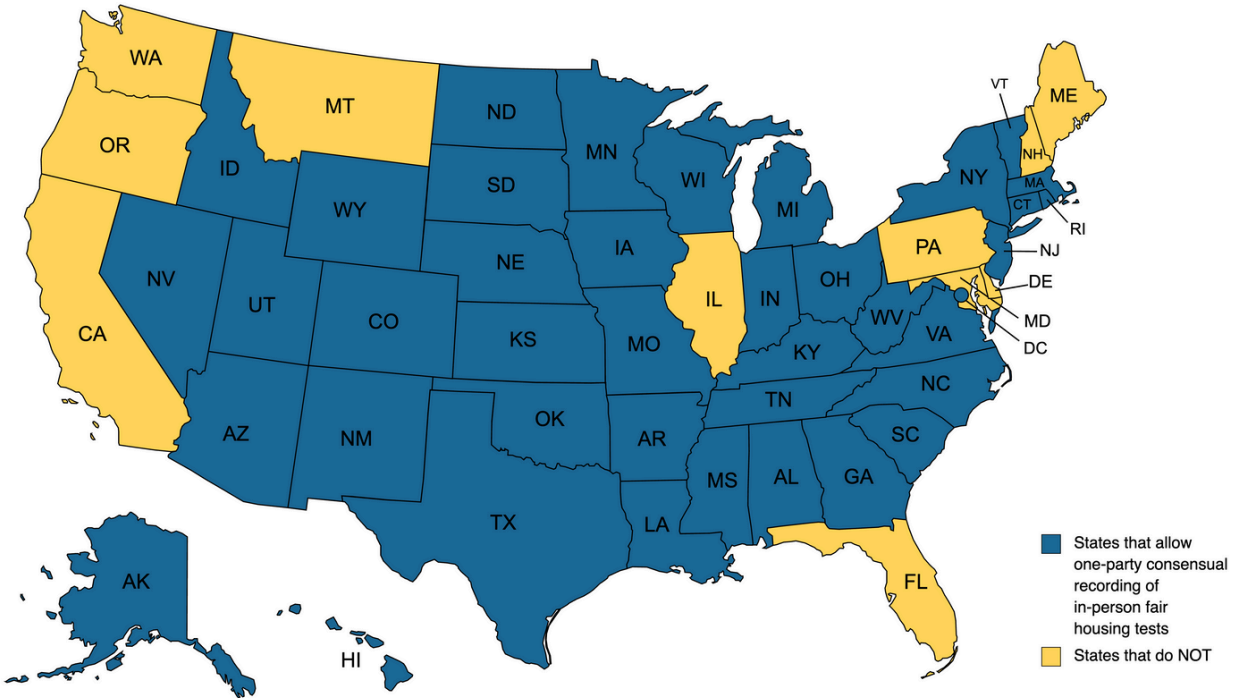 WA
MT
ME
VT
ND
OR
MN
ID
NH
SD
WI
NY
MA
WY
MI
CT
RI
PA
IA
NJ
NE
OH
NV
DE
UT
IL
IN
CO
WV
MD
CA
VA
KS
MO
DC
KY
NC
TN
OK
AZ
NM
AR
SC
MS
AL
GA
TX
LA
AK
FL
HI
States that allow
one-party consensual
recording of
in-person fair
housing tests
States that do NOT